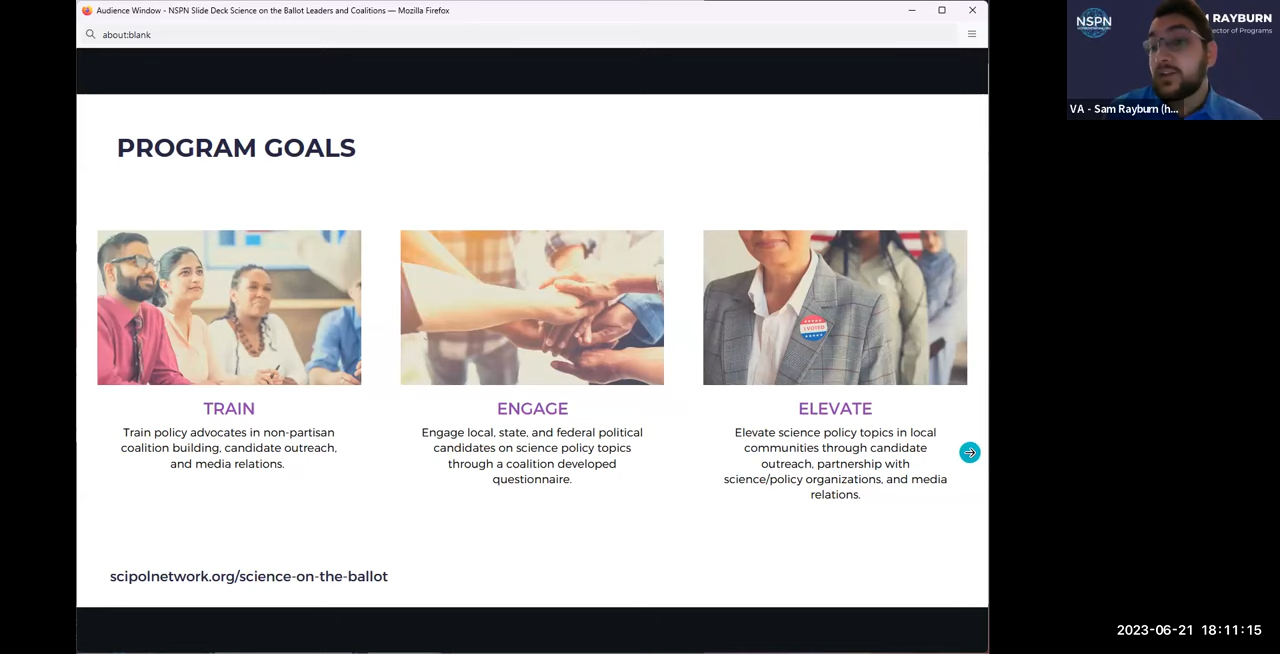 Audience Window - NSPN Slide Deck Science on the Ballot Leaders and Coalitions — Mozilla Firefox
about:blank
PROGRAM GOALS
I VOTED
TRAIN
Train policy advocates in non-partisan
coalition building, candidate outreach,
and media relations.
ENGAGE
Engage local, state, and federal political
candidates on science policy topics
through a coalition developed
questionnaire.
ELEVATE
Elevate science policy topics in local
communities through candidate
outreach, partnership with
science/policy organizations, and media
relations.
scipolnetwork.org/science-on-the-ballot
NSPN
RAYBURN
ector of Programs
VA - Sam Rayburn (h...
2023-06-21 18:11:15